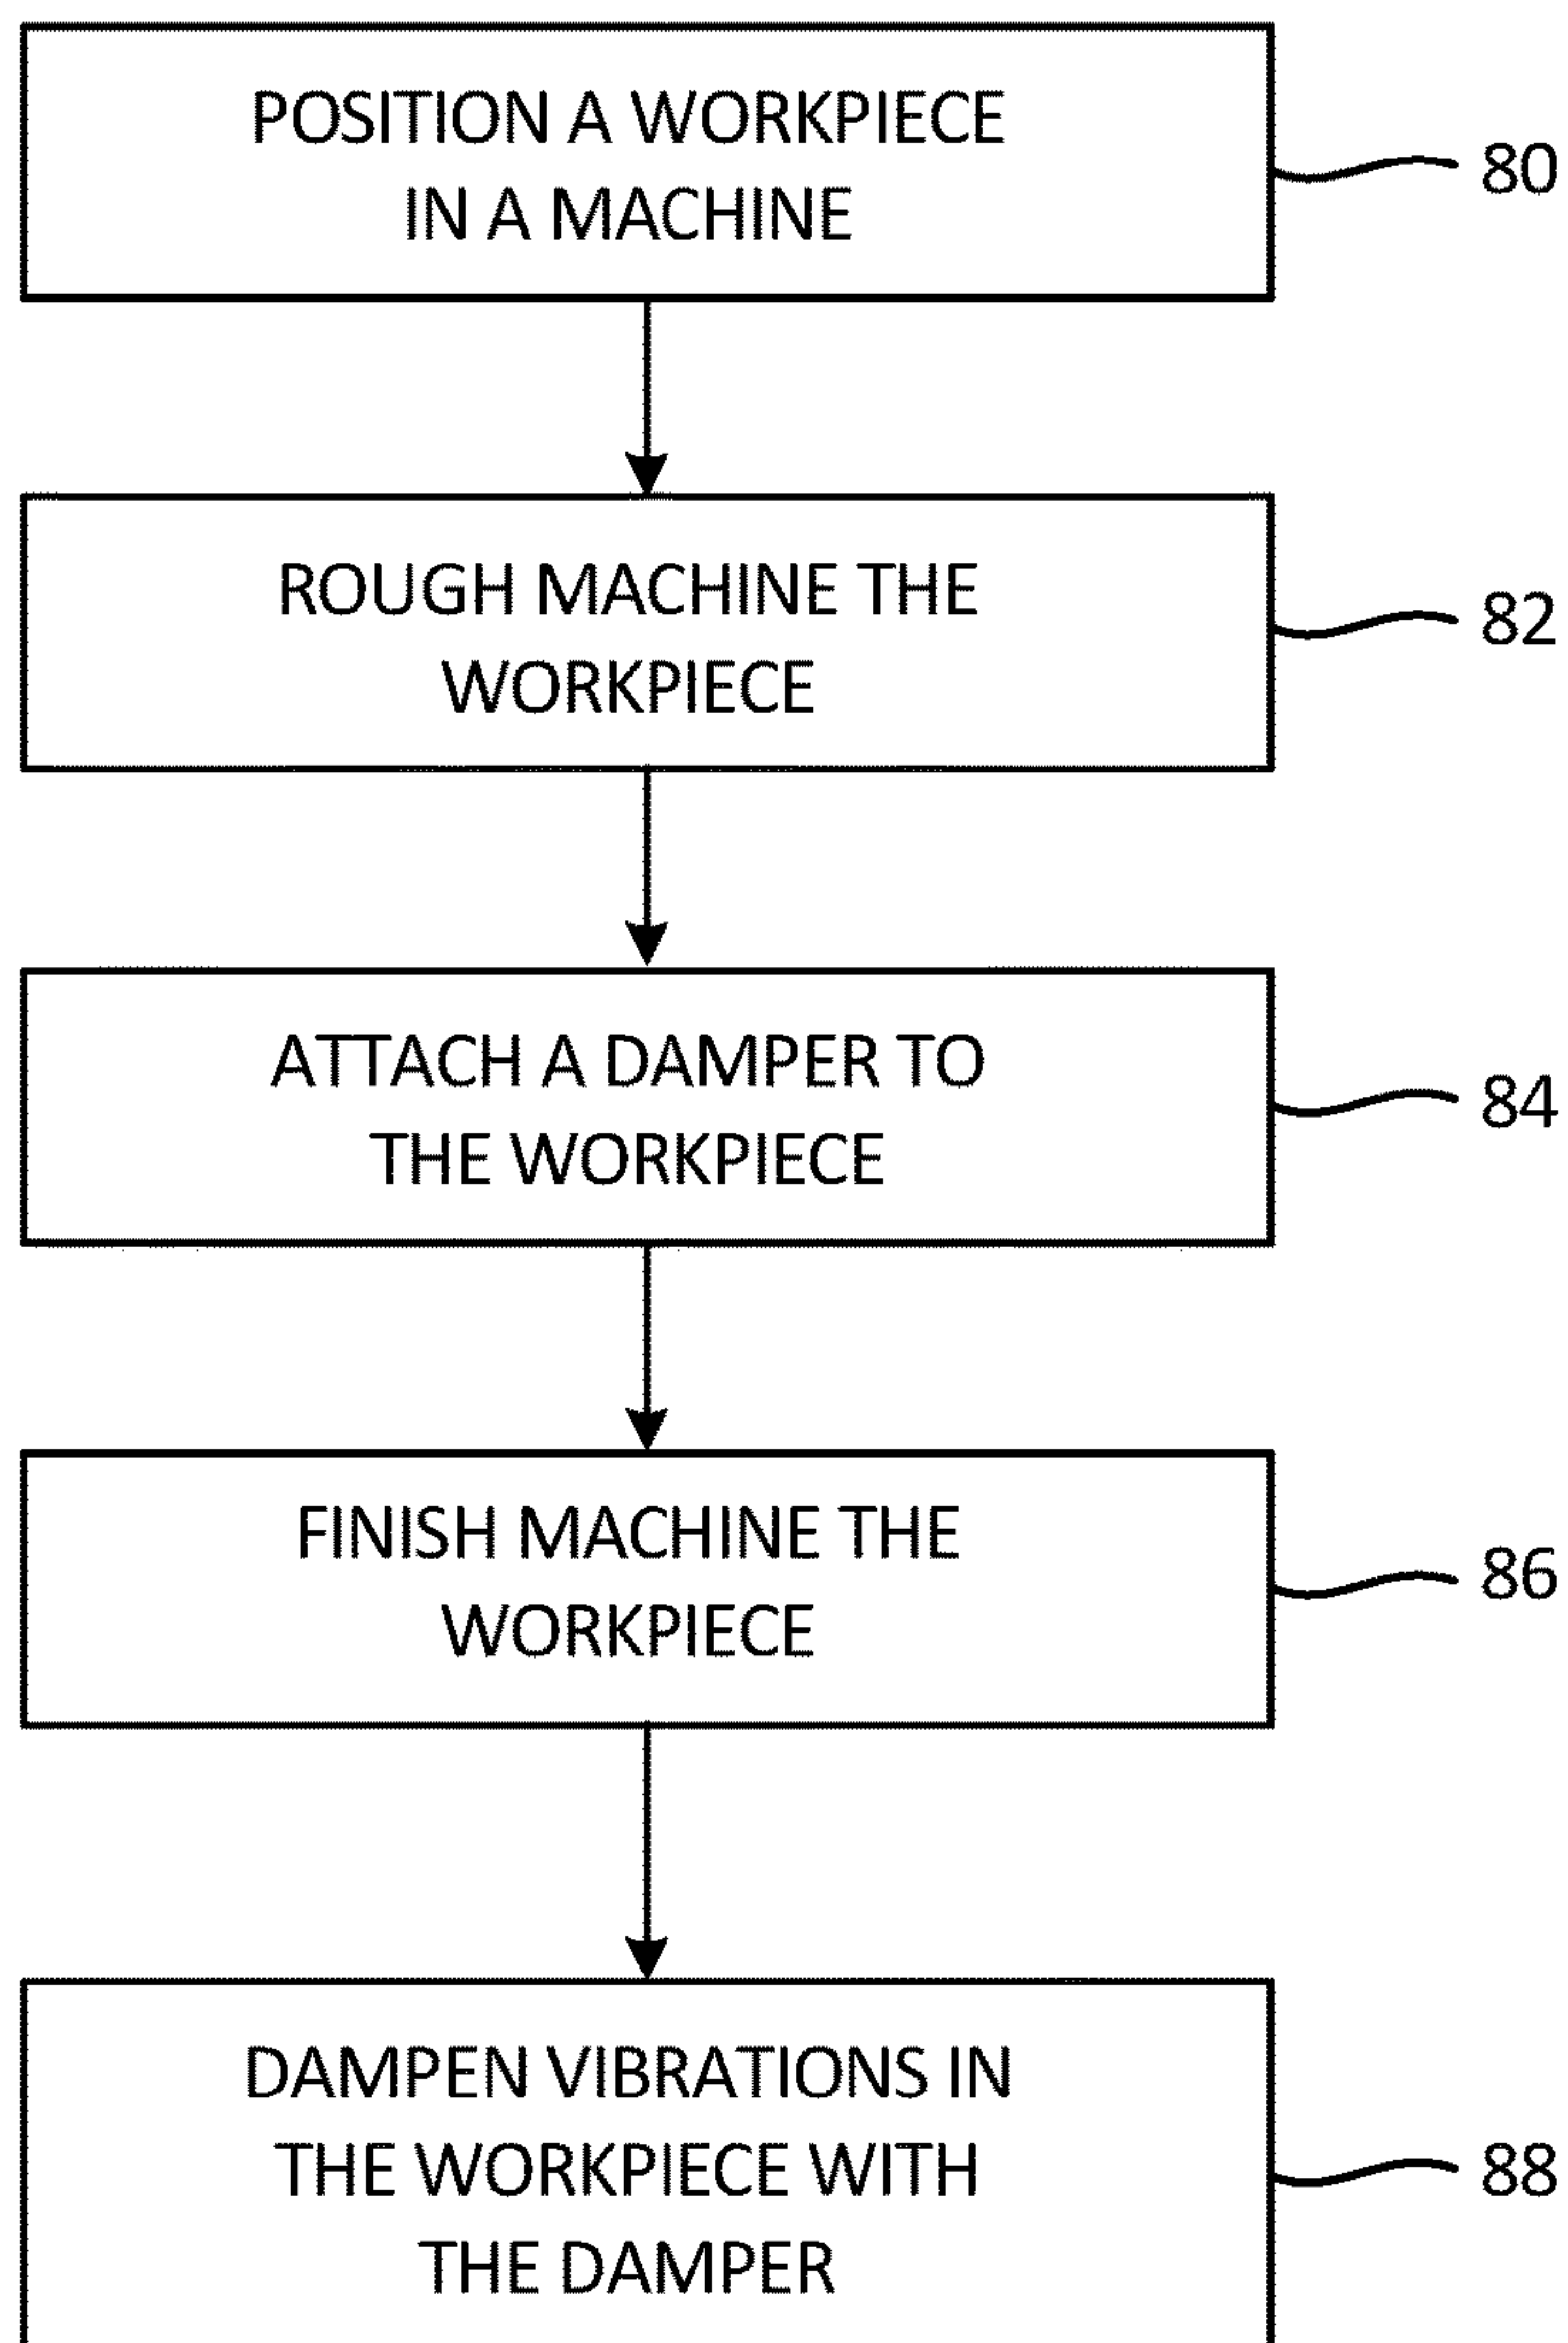 POSITION A WORKPIECE
IN A MACHINE
80
ROUGH MACHINE THE
WORKPIECE
82
ATTACH A DAMPER TO
THE WORKPIECE
84
FINISH MACHINE THE
WORKPIECE
86
DAMPEN VIBRATIONS IN
THE WORKPIECE WITH
THE DAMPER
88